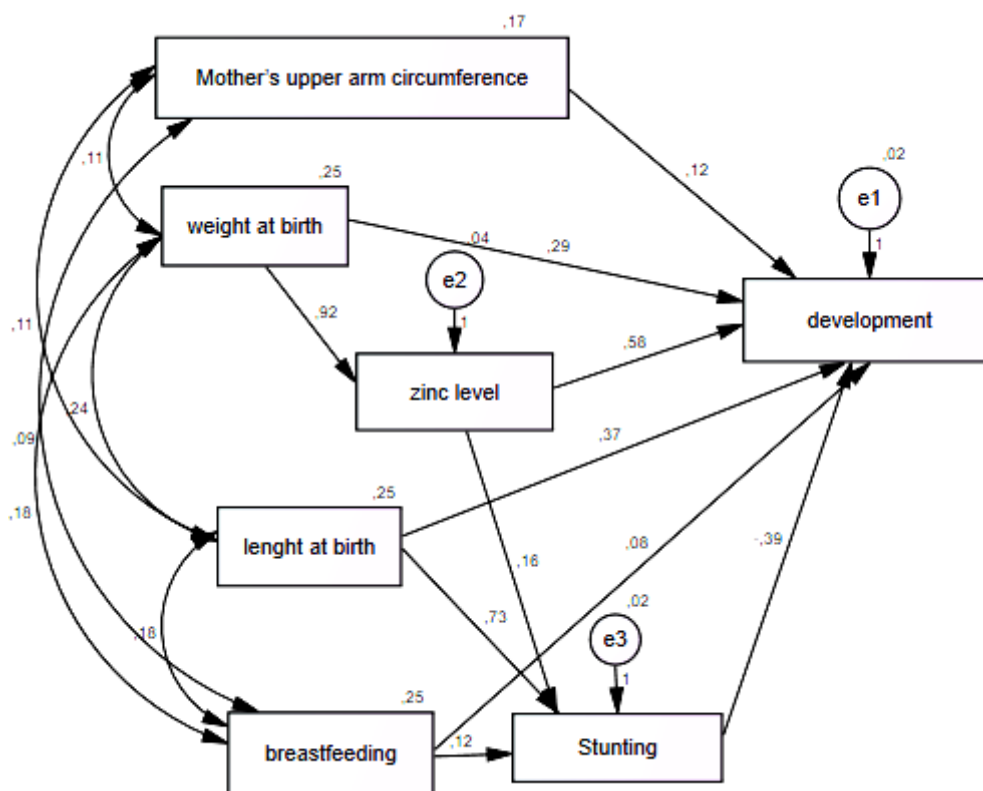 ,17
Mother's upper arm circumference
,11
,12
,02
e1
1
,25
weight at birth
,04
,29
e2
1
,92
development
zinc level
,58
,11
,24
,09
,37
,18
,25
lenght at birth
,08
-,39
,16
,02
,73
e3
1
,18
,25
breastfeeding
,12
Stunting